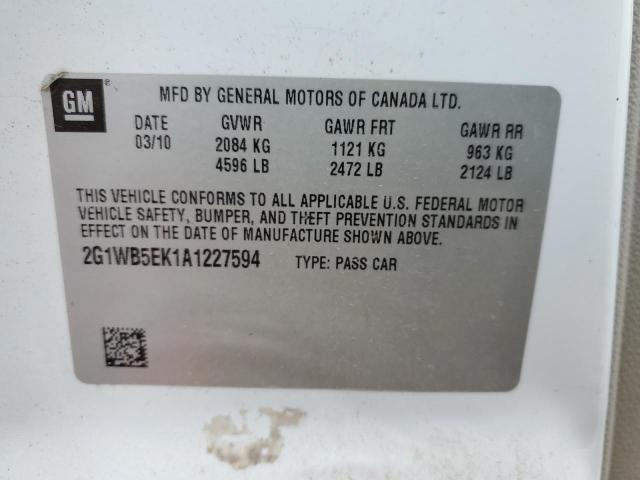 GM
MFD BY GENERAL MOTORS OF CANADA LTD.
DATE GVWR GAWR FRT GAWR RR
03/10 2084 KG 1121 KG 963 KG
4596 LB 2472 LB 2124 LB
THIS VEHICLE CONFORMS TO ALL APPLICABLE U.S. FEDERAL MOTOR
VEHICLE SAFETY, BUMPER, AND THEFT PREVENTION STANDARDS IN
EFFECT ON THE DATE OF MANUFACTURE SHOWN ABOVE.
2G1WB5EK1A1227594 TYPE: PASS CAR